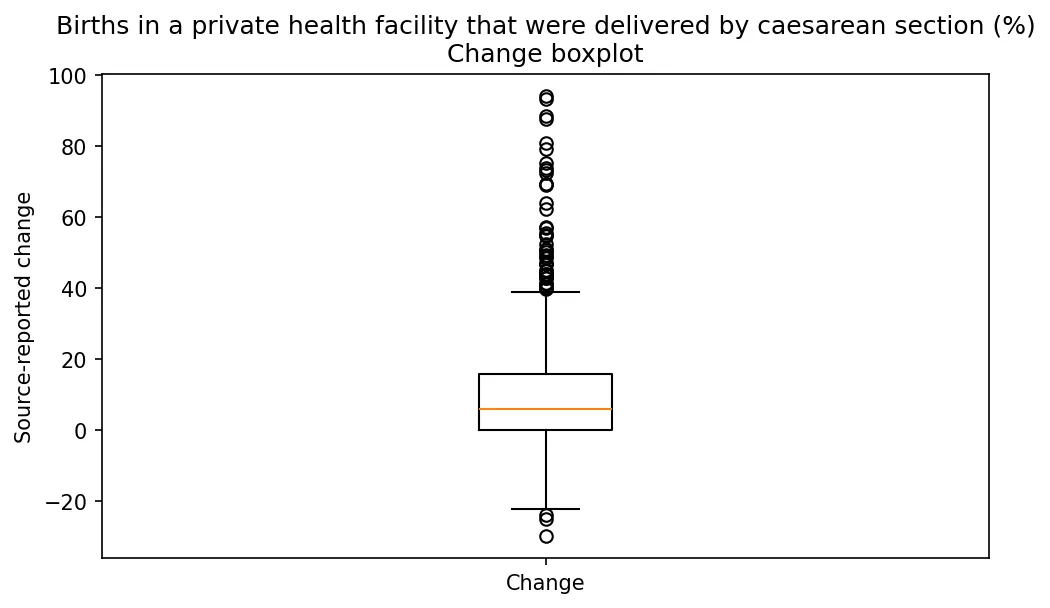 Births in a private health facility that were delivered by caesarean section (%)
Change boxplot
100
80
60
40
20
0
−20
Source-reported change
Change